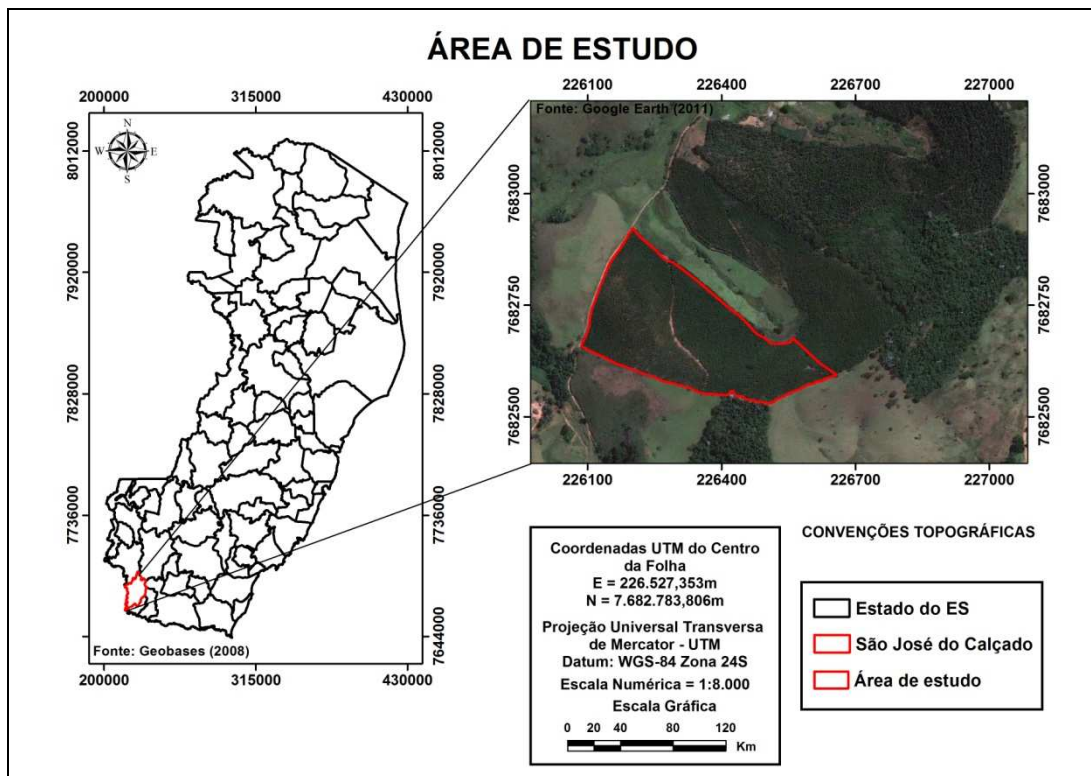 ÁREA DE ESTUDO
200000 315000 430000
8012000
7920000
7828000
7736000
7644000
N
W E
S
8012000
7920000
7828000
7736000
7644000
Fonte: Geobases (2008)
200000 315000 430000
226100 226400 226700 227000
Fonte: Google Earth (2011)
7683000
7682750
7682500
7683000
7682750
7682500
226100 226400 226700 227000
Coordenadas UTM do Centro
da Folha
E = 226.527,353m
N = 7.682.783,806m
Projeção Universal Transversa
de Mercator - UTM
Datum: WGS-84 Zona 24S
Escala Numérica = 1:8.000
Escala Gráfica
0 20 40 80 120
Km
CONVENÇÕES TOPOGRÁFICAS
Estado do ES
São José do Calçado
Área de estudo